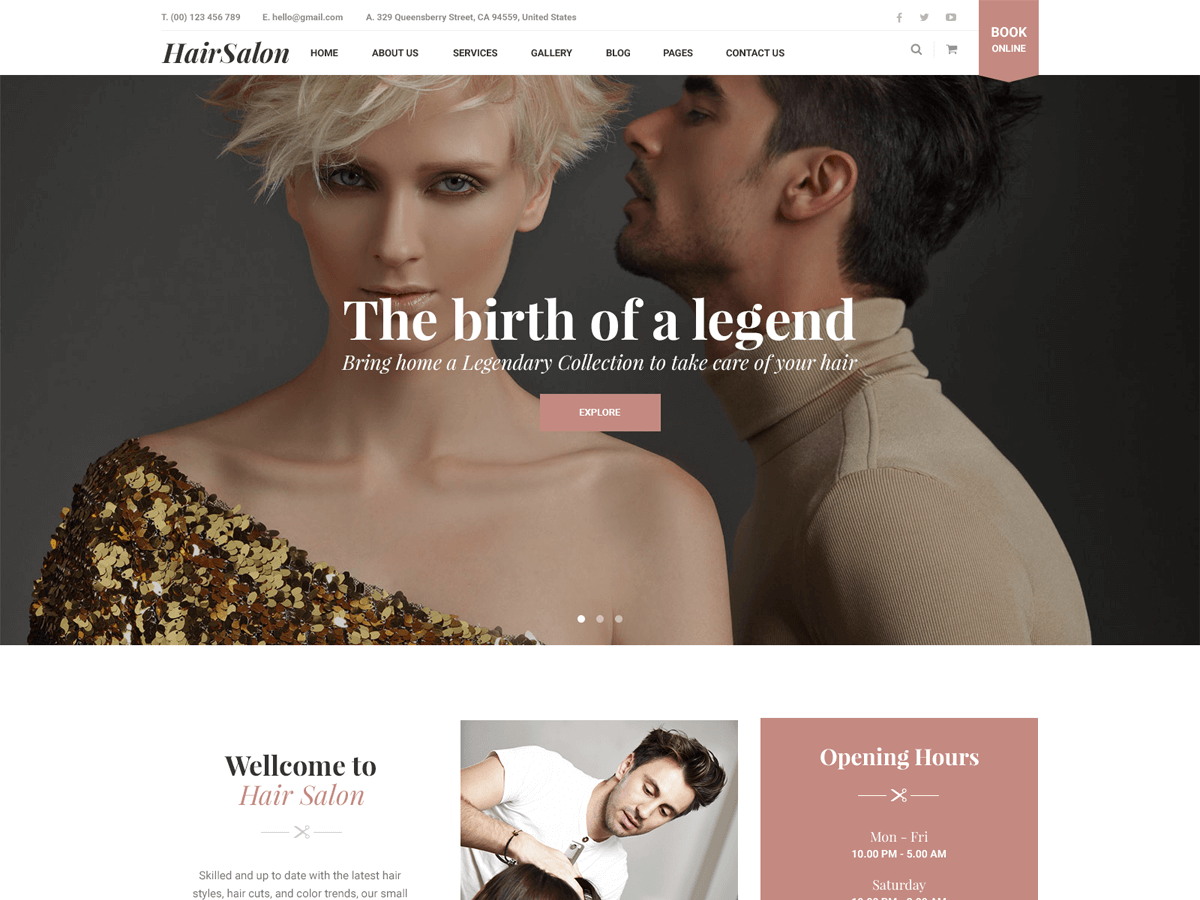 T. (00) 123 456 789 E. hello@gmail.com A. 329 Queensberry Street, CA 94559, United States
BOOK
ONLINE
HairSalon HOME ABOUT US SERVICES GALLERY BLOG PAGES CONTACT US
The birth of a legend
Bring home a Legendary Collection to take care of your hair
EXPLORE
Wellcome to
Hair Salon
Skilled and up to date with the latest hair
styles, hair cuts, and color trends, our small
Opening Hours
Mon - Fri
10.00 PM - 5.00 AM
Saturday